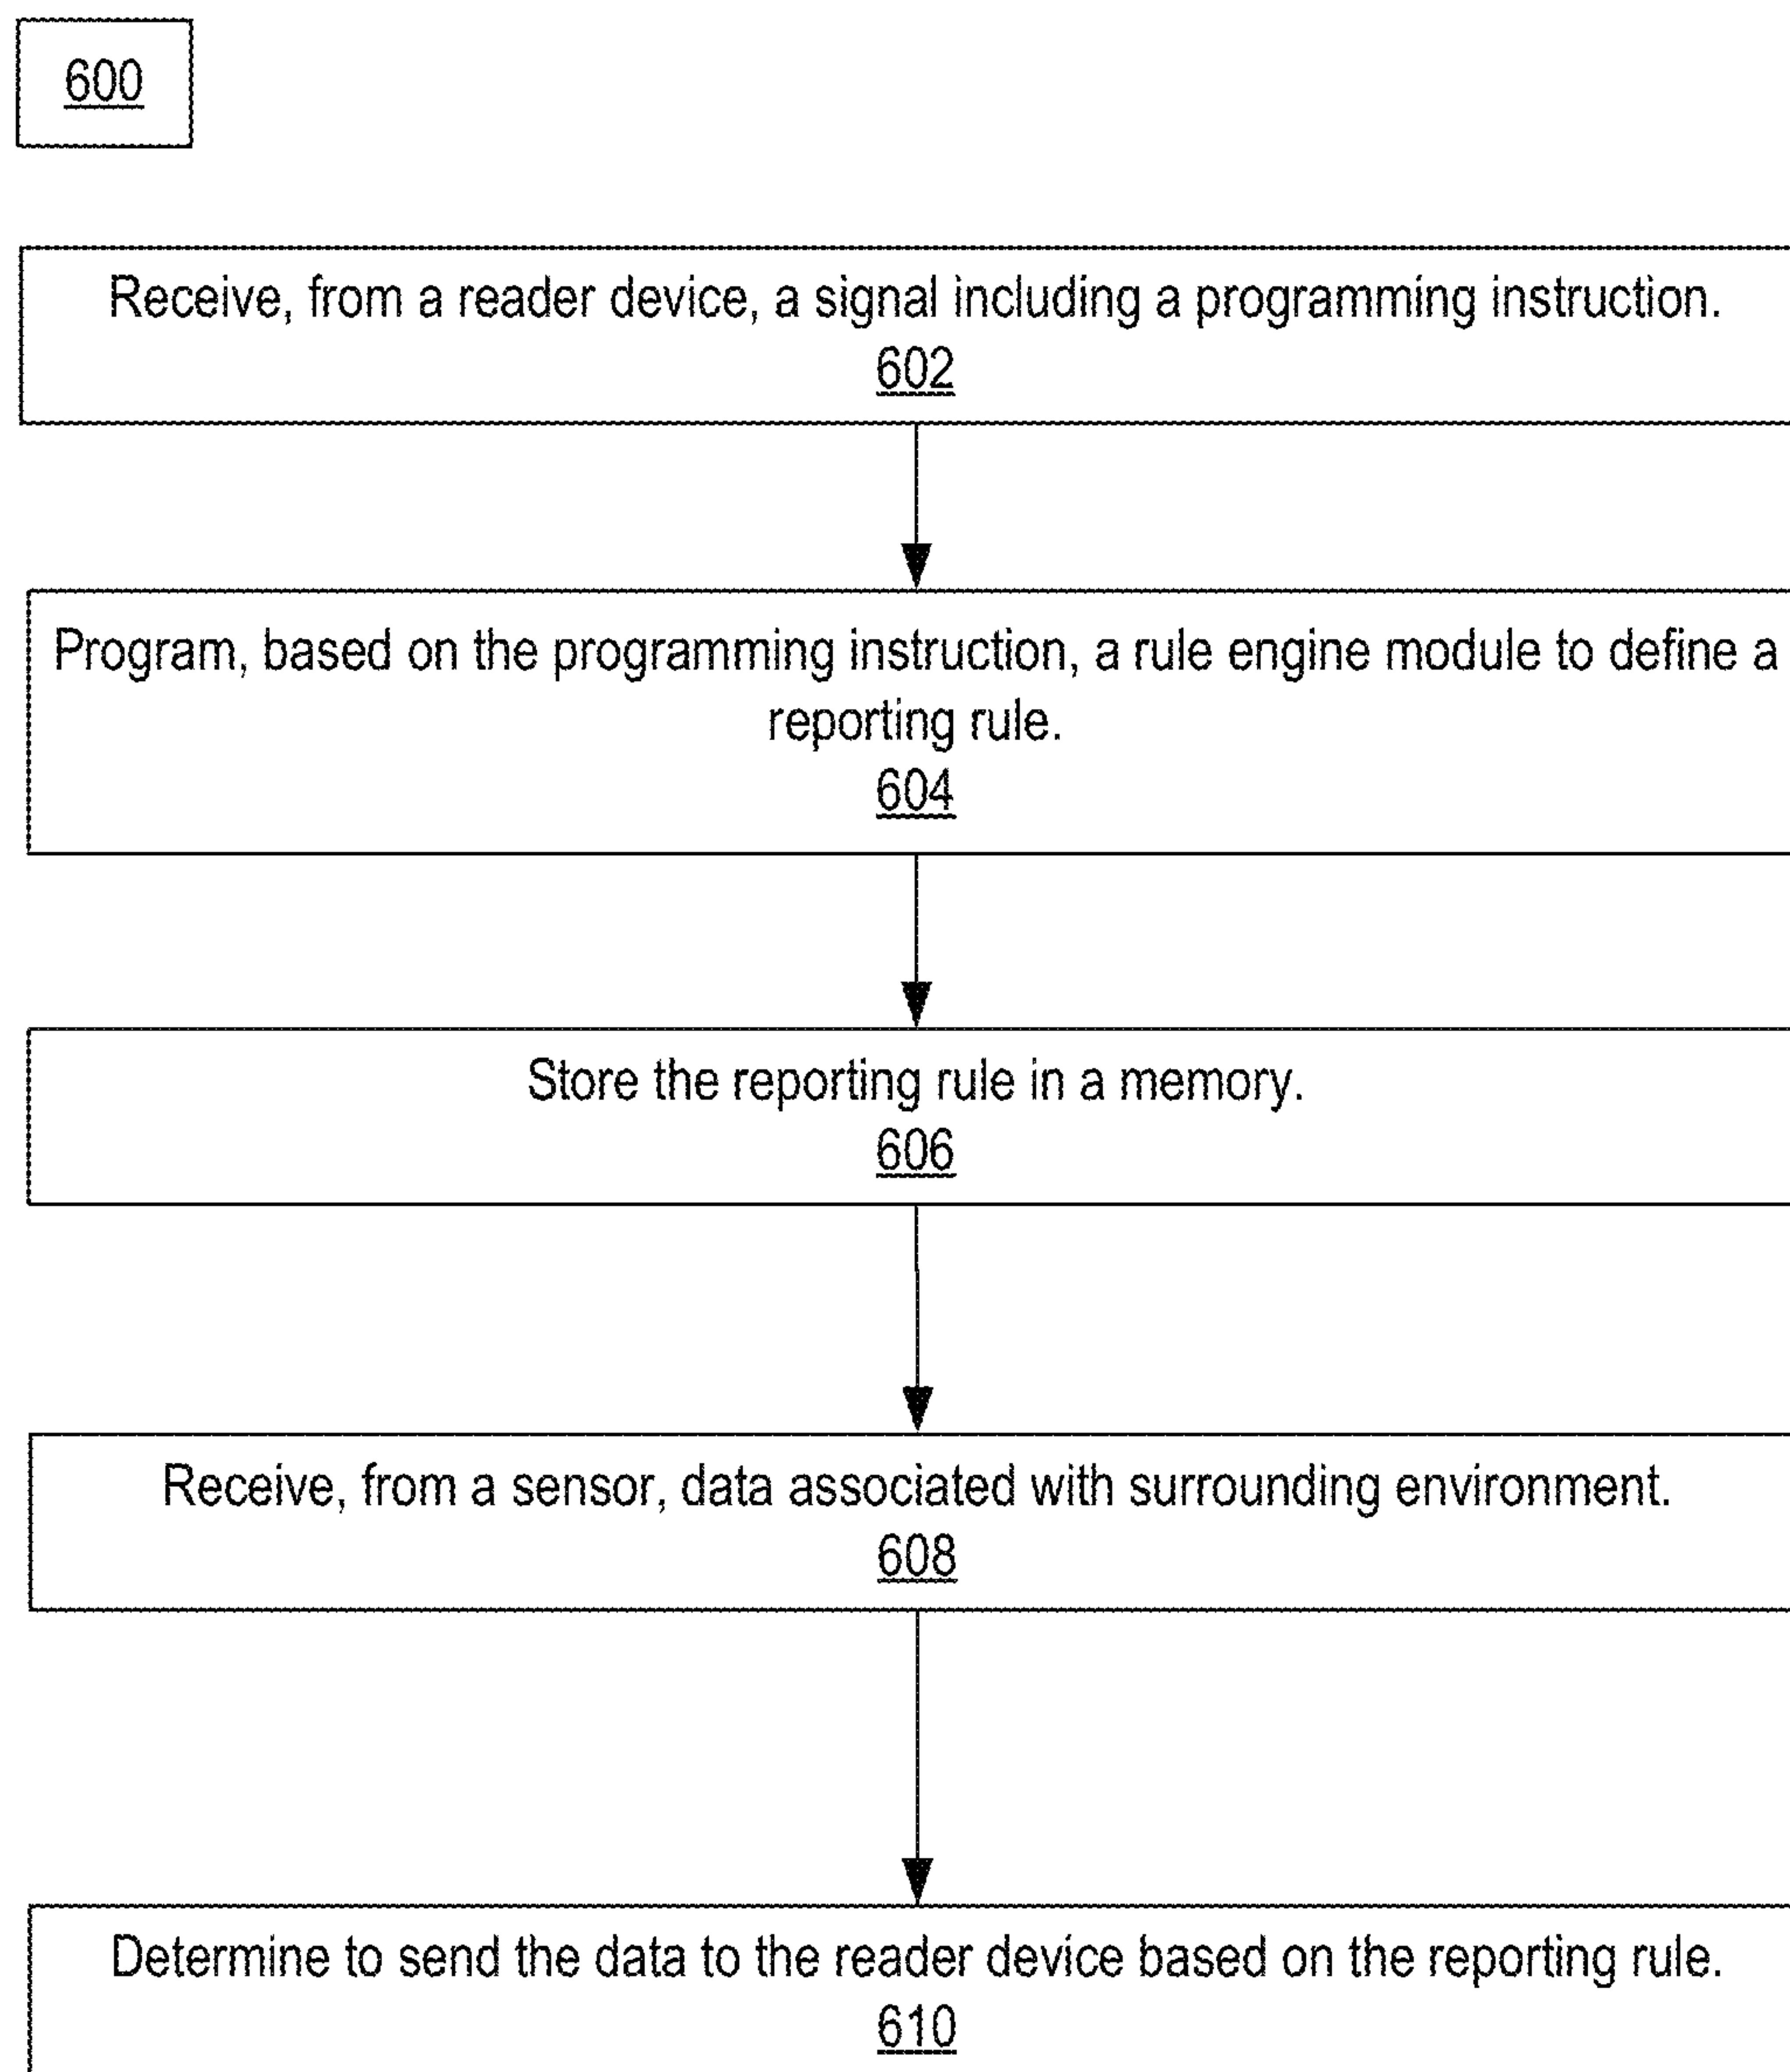 600
Receive, from a reader device, a signal including a programming instruction.
602
Program, based on the programming instruction, a rule engine module to define a
reporting rule.
604
Store the reporting rule in a memory.
606
Receive, from a sensor, data associated with surrounding environment.
608
Determine to send the data to the reader device based on the reporting rule.
610